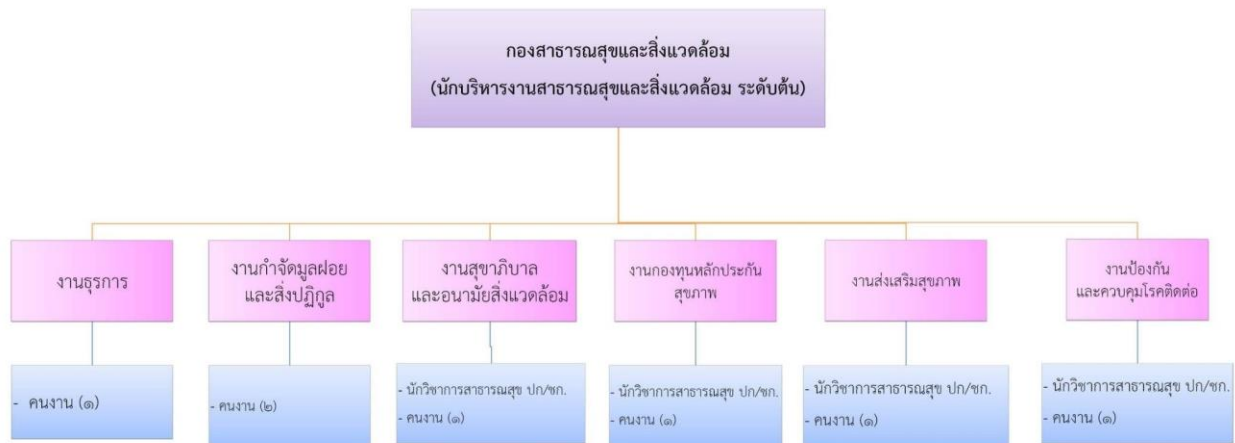 กองสาธารณสุขและสิ่งแวดล้อม
(นักบริหารงานสาธารณสุขและสิ่งแวดล้อม ระดับต้น)
งานธุรการ
- คนงาน (๑)
งานกำจัดมูลฝอย
และสิ่งปฏิกูล
- คนงาน (๒)
งานสุขาภิบาล
และอนามัยสิ่งแวดล้อม
- นักวิชาการสาธารณสุข ปก/ชก.
- คนงาน (๑)
งานกองทุนหลักประกัน
สุขภาพ
- นักวิชาการสาธารณสุข ปก/ชก.
- คนงาน (๑)
งานส่งเสริมสุขภาพ
- นักวิชาการสาธารณสุข ปก/ชก.
- คนงาน (๑)
งานป้องกัน
และควบคุมโรคติดต่อ
- นักวิชาการสาธารณสุข ปก/ชก.
- คนงาน (๑)